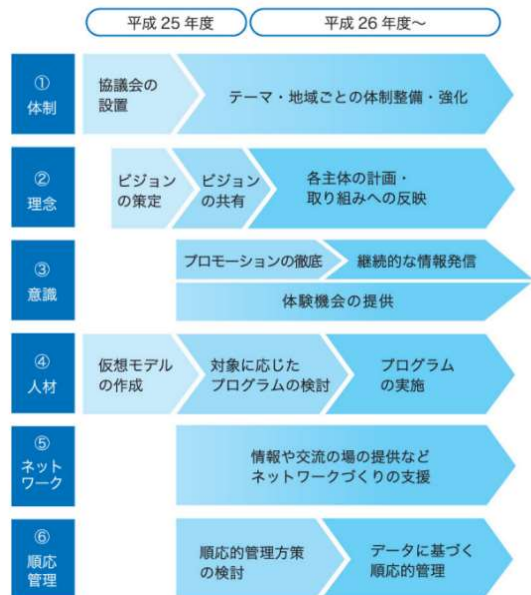 平成25年度
平成26年度～
①
体制
協議会の
設置
テーマ・地域ごとの体制整備・強化
②
理念
ビジョン
の策定
ビジョン
の共有
各主体の計画・
取り組みへの反映
③
意識
プロモーションの徹底
継続的な情報発信
体験機会の提供
④
人材
仮想モデル
の作成
対象に応じた
プログラムの検討
プログラム
の実施
⑤
ネット
ワーク
情報や交流の場の提供など
ネットワークづくりの支援
⑥
順応
管理
順応的管理方策
の検討
データに基づく
順応的管理